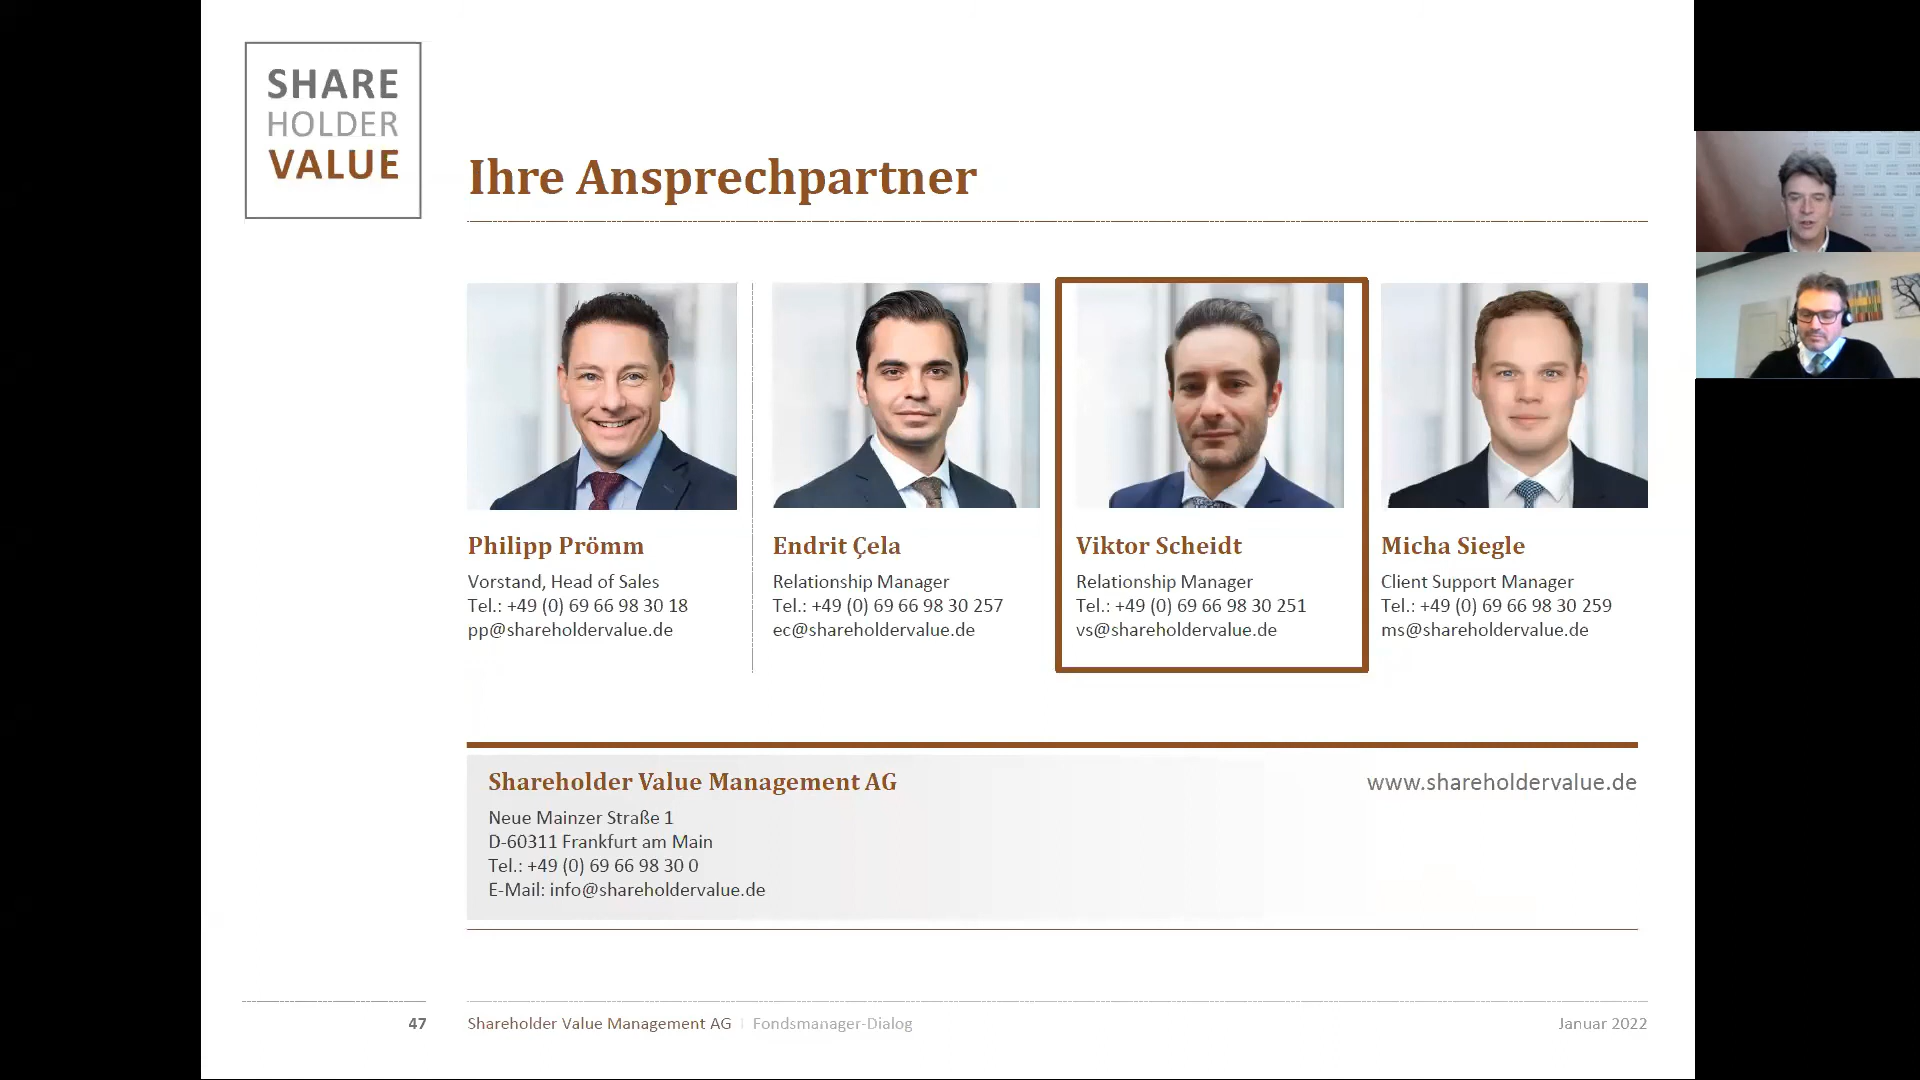 SHARE
HOLDER
VALUE
Ihre Ansprechpartner
Philipp Prömm
Vorstand, Head of Sales
Tel.: +49 (0) 69 66 98 30 18
pp@shareholdervalue.de
Endrit Çela
Relationship Manager
Tel.: +49 (0) 69 66 98 30 257
ec@shareholdervalue.de
Viktor Scheidt
Relationship Manager
Tel.: +49 (0) 69 66 98 30 251
vs@shareholdervalue.de
Micha Siegle
Client Support Manager
Tel.: +49 (0) 69 66 98 30 259
ms@shareholdervalue.de
Shareholder Value Management AG
www.shareholdervalue.de
Neue Mainzer Straße 1
D-60311 Frankfurt am Main
Tel.: +49 (0) 69 66 98 30 0
E-Mail: info@shareholdervalue.de
47
Shareholder Value Management AG | Fondsmanager-Dialog
Januar 2022